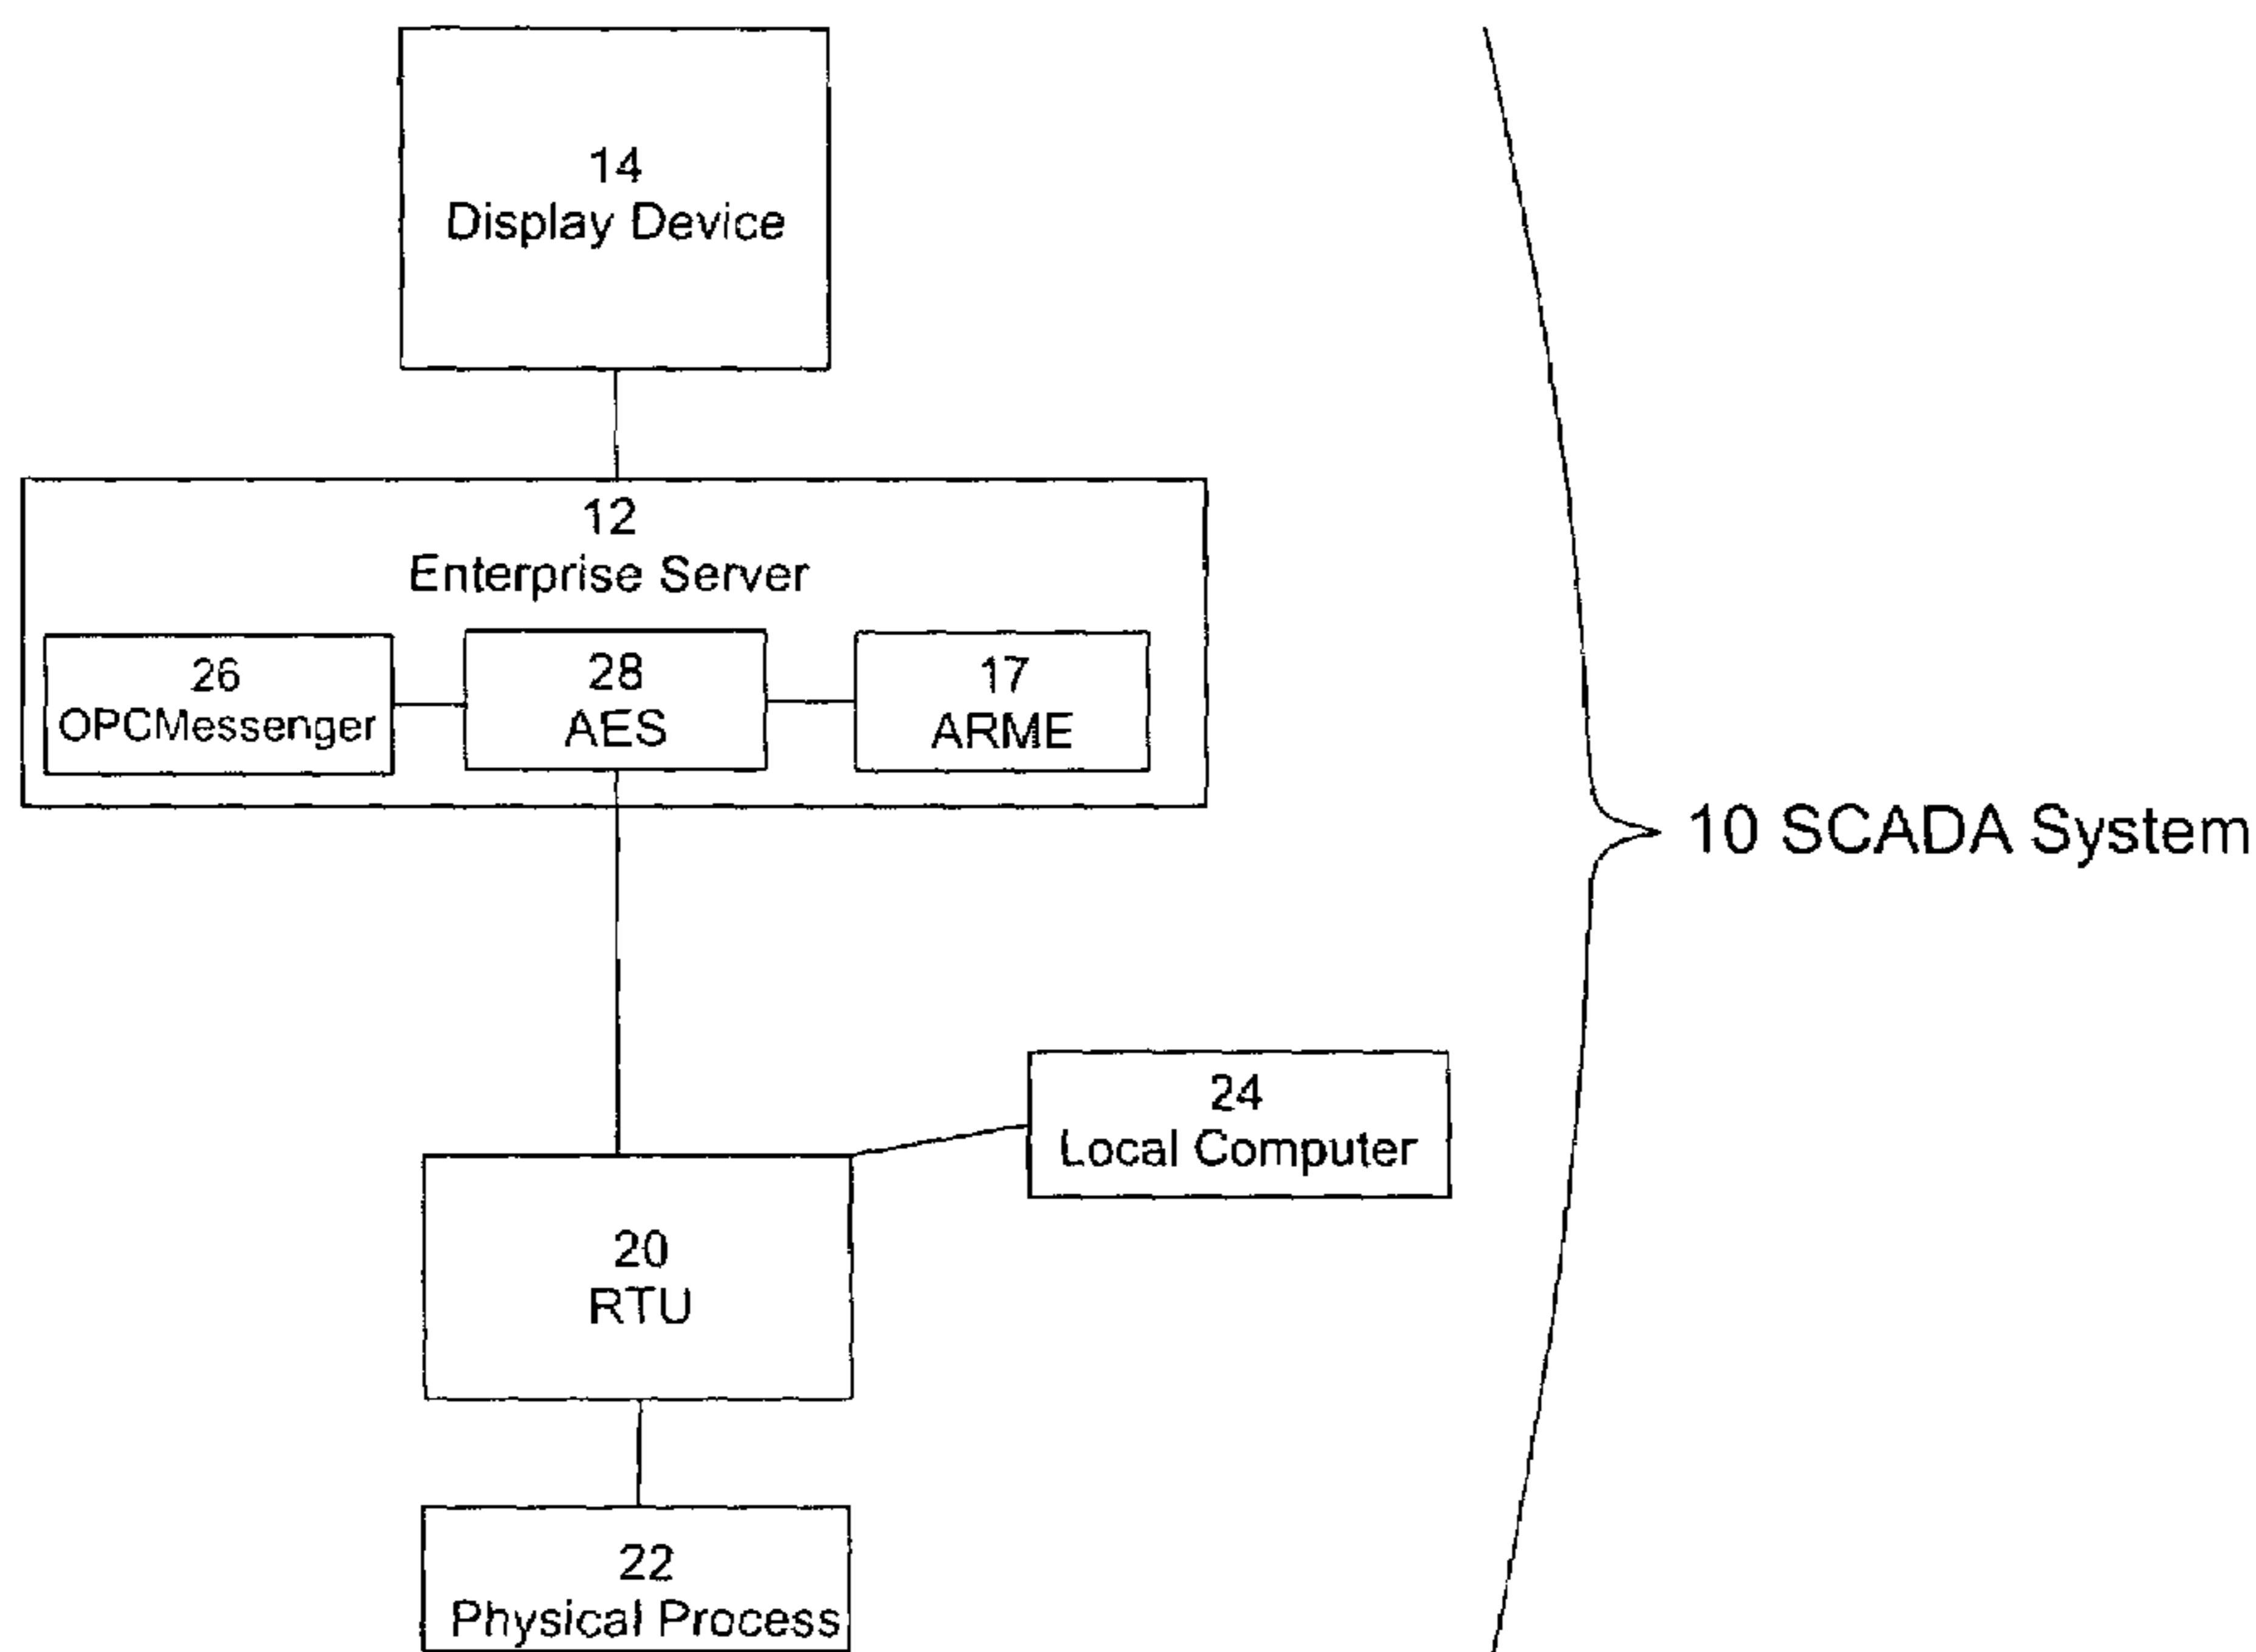 14
Display Device
12
Enterprise Server
26
OPCMessenger
28
AES
17
ARME
10 SCADA System
24
Local Computer
20
RTU
22
Physical Process